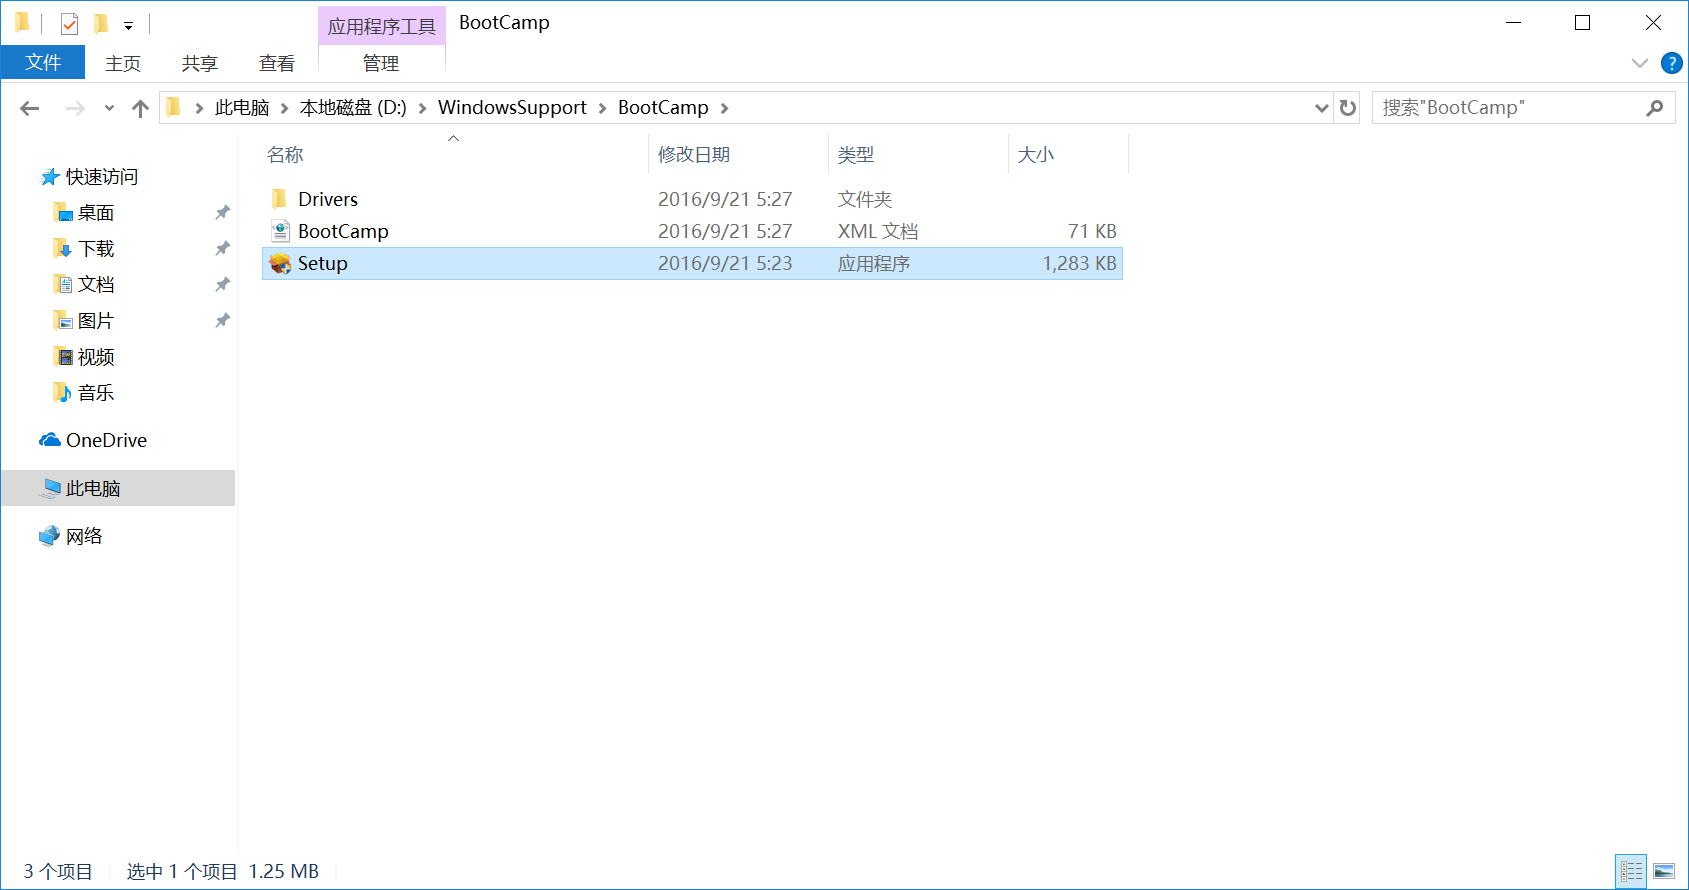 应用程序工具 BootCamp
文件 主页 共享 查看 管理 ?
此电脑 本地磁盘 (D:) WindowsSupport BootCamp 搜索"BootCamp"
名称 修改日期 类型 大小
快速访问
桌面
下载
文档
图片
视频
音乐
OneDrive
此电脑
网络
Drivers 2016/9/21 5:27 文件夹
BootCamp 2016/9/21 5:27 XML 文档 71 KB
Setup 2016/9/21 5:23 应用程序 1,283 KB
3 个项目 选中 1 个项目 1.25 MB